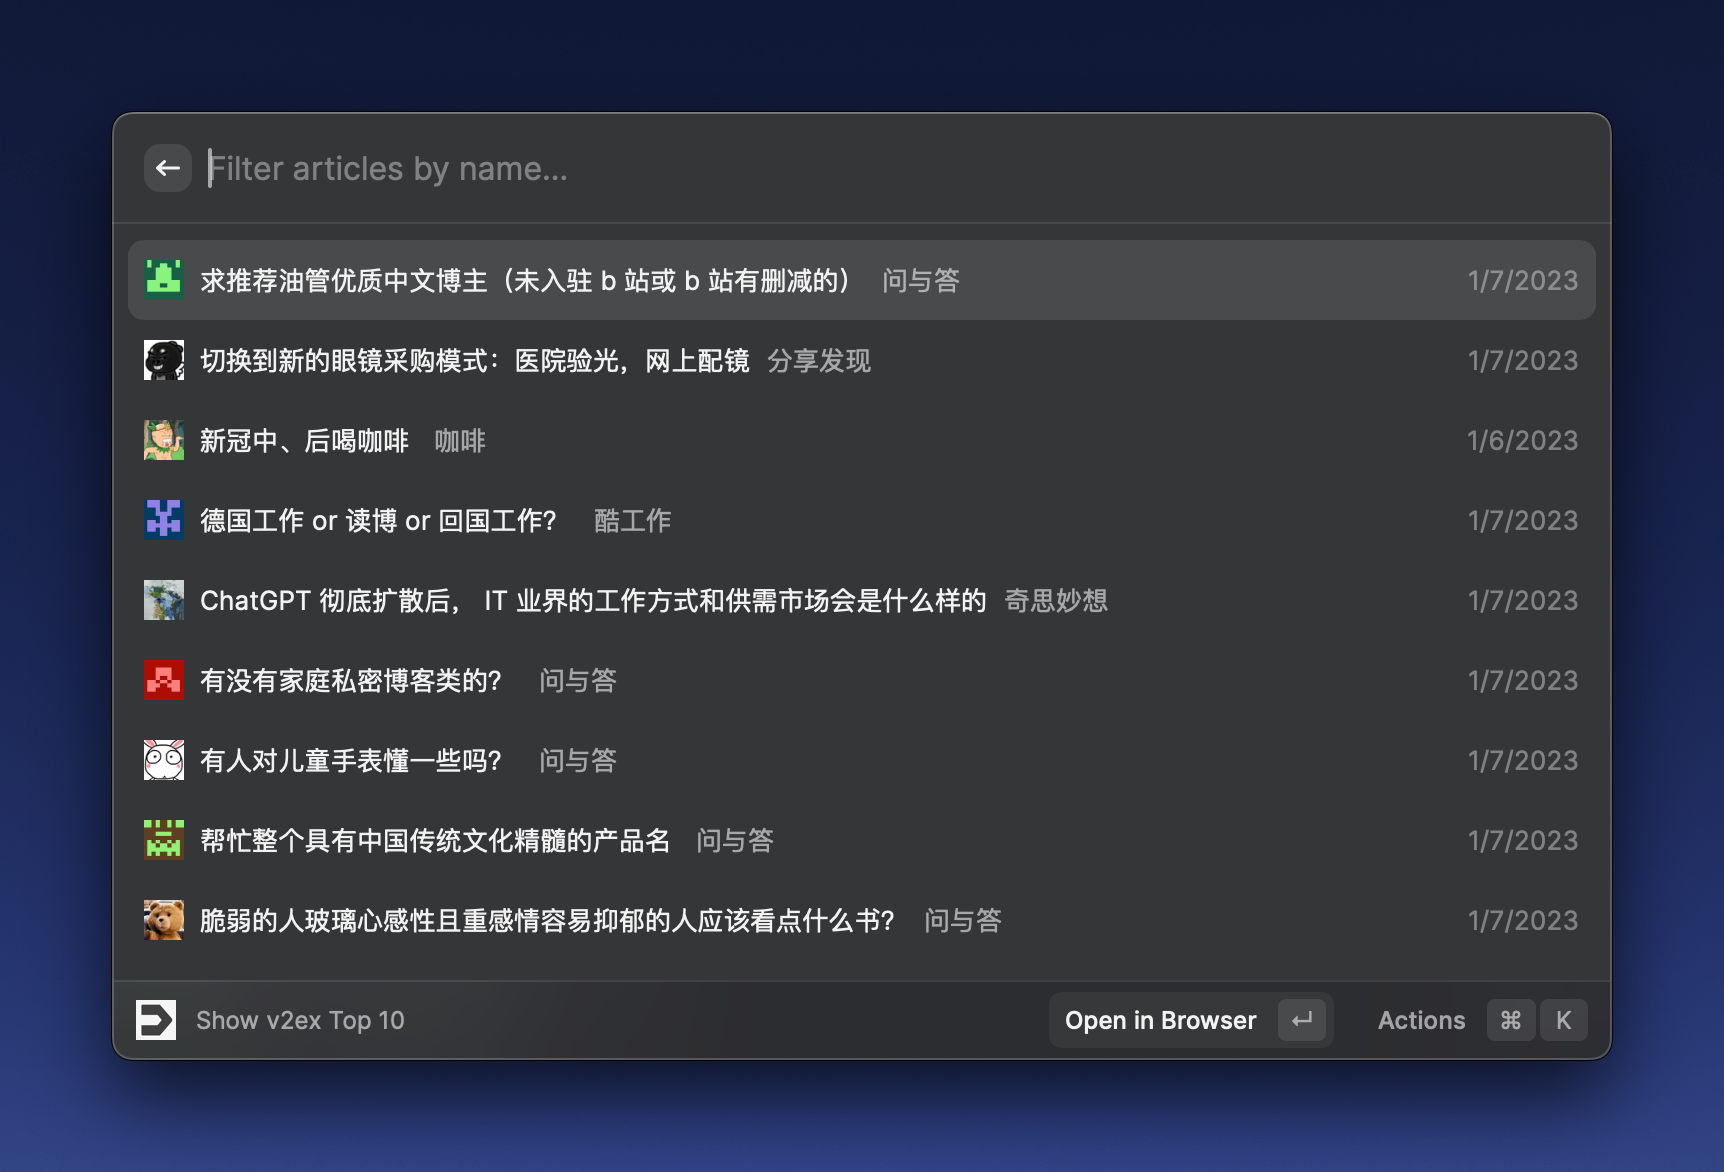 Filter articles by name...
求推荐油管优质中文博主（未入驻 b 站或 b 站有删减的） 问与答 1/7/2023
切换到新的眼镜采购模式：医院验光，网上配镜 分享发现 1/7/2023
新冠中、后喝咖啡 咖啡 1/6/2023
德国工作 or 读博 or 回国工作? 酷工作 1/7/2023
ChatGPT 彻底扩散后， IT 业界的工作方式和供需市场会是什么样的 奇思妙想 1/7/2023
有没有家庭私密博客类的? 问与答 1/7/2023
有人对儿童手表懂一些吗? 问与答 1/7/2023
帮忙整个具有中国传统文化精髓的产品名 问与答 1/7/2023
脆弱的人玻璃心感性且重感情容易抑郁的人应该看点什么书? 问与答 1/7/2023
Show v2ex Top 10 Open in Browser ↵ Actions ⌘ K